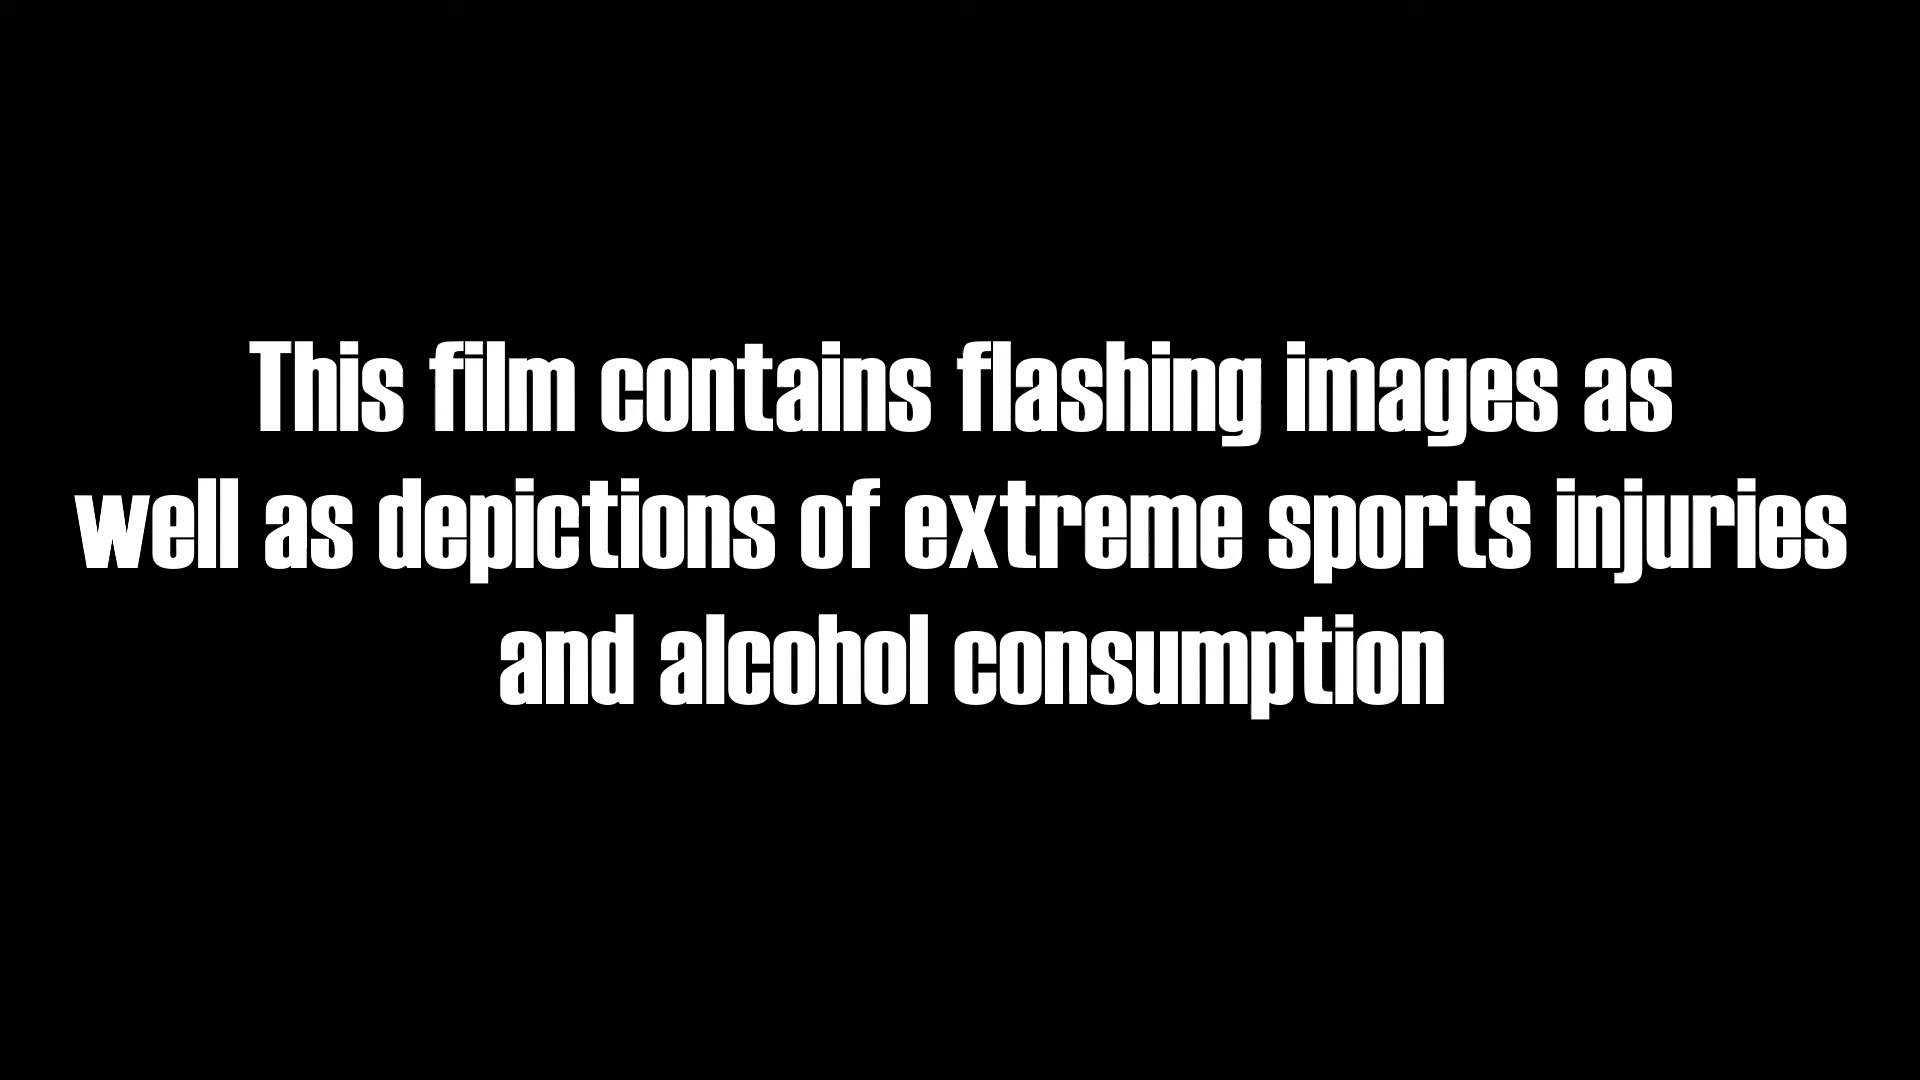 This film contains flashing images as
well as depictions of extreme sports injuries
and alcohol consumption